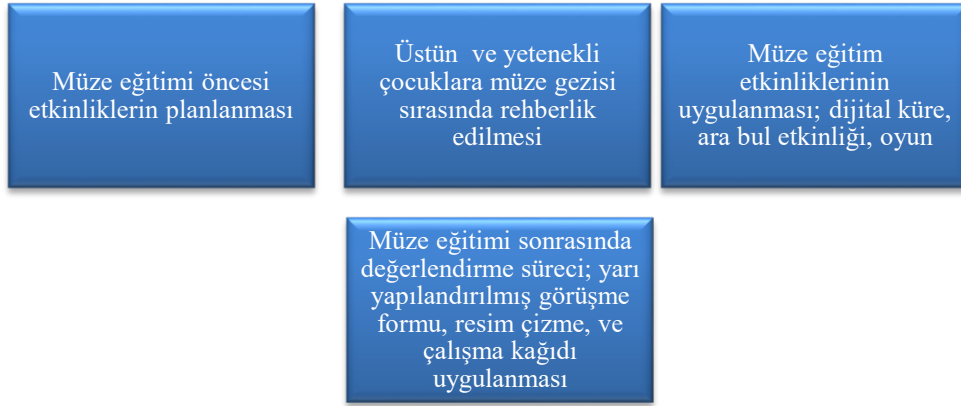 Müze eğitimi öncesi
etkinliklerin planlanması
Üstün ve yetenekli
çocuklara müze gezisi
sırasında rehberlik
edilmesi
Müze eğitim
etkinliklerinin
uygulanması; dijital küre,
ara bul etkinliği, oyun
Müze eğitimi sonrasında
değerlendirme süreci; yarı
yapılandırılmış görüşme
formu, resim çizme, ve
çalışma kağıdı
uygulanması